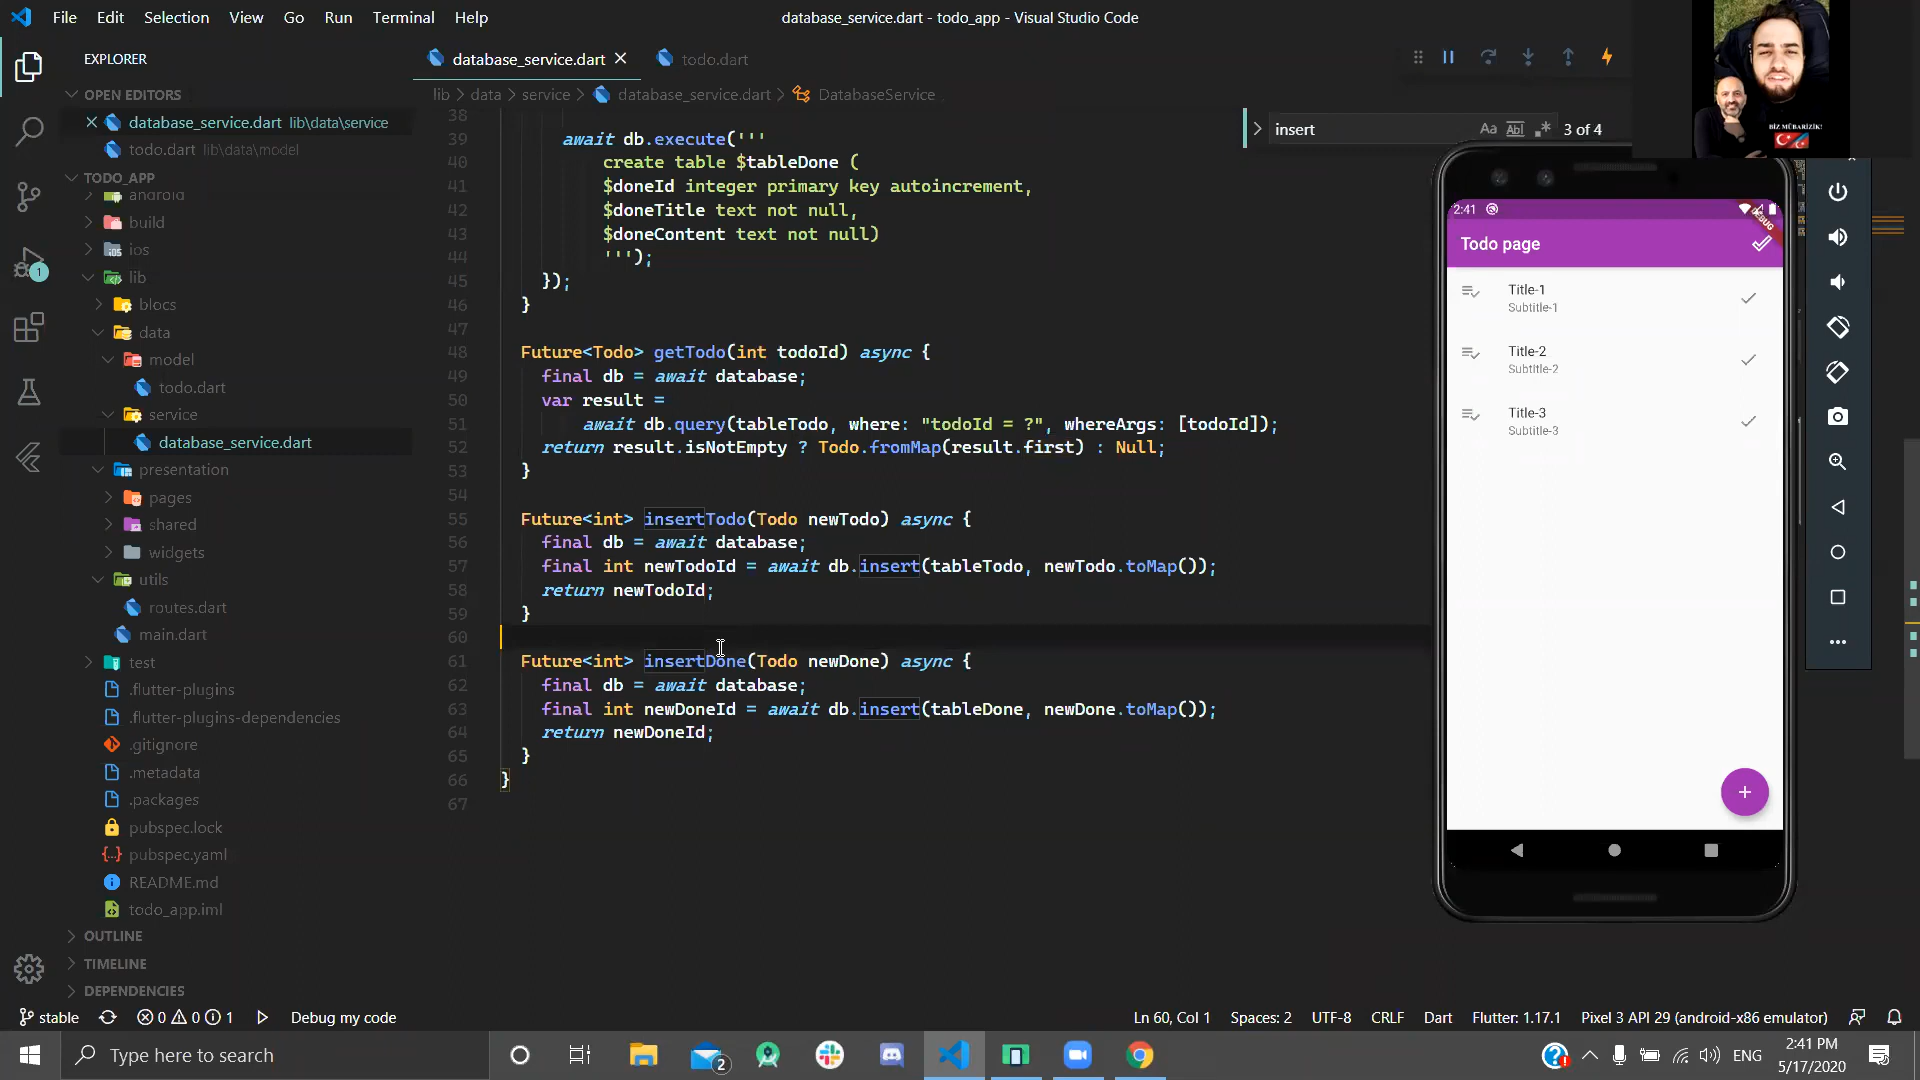 File Edit Selection View Go Run Terminal Help
database_service.dart - todo_app - Visual Studio Code
EXPLORER
OPEN EDITORS
database_service.dart lib\data\service
todo.dart lib\data\model
TODO_APP
android
build
ios
lib
blocs
data
model
todo.dart
service
database_service.dart
presentation
pages
shared
widgets
utils
routes.dart
main.dart
test
.flutter-plugins
.flutter-plugins-dependencies
.gitignore
.metadata
.packages
pubspec.lock
pubspec.yaml
README.md
todo_app.iml
OUTLINE
TIMELINE
DEPENDENCIES
1
database_service.dart
todo.dart
lib > data > service > database_service.dart > DatabaseService
insert
Aa Abl .* 3 of 4
38
39 await db.execute('''
40 create table $tableDone (
41 $doneId integer primary key autoincrement,
42 $doneTitle text not null,
43 $doneContent text not null)
44 ''');
45 });
46 }
47
48 Future<Todo> getTodo(int todoId) async {
49 final db = await database;
50 var result =
51 await db.query(tableTodo, where: "todoId = ?", whereArgs: [todoId]);
52 return result.isNotEmpty ? Todo.fromMap(result.first) : Null;
53 }
54
55 Future<int> insertTodo(Todo newTodo) async {
56 final db = await database;
57 final int newTodoId = await db.insert(tableTodo, newTodo.toMap());
58 return newTodoId;
59 }
60
61 Future<int> insertDone(Todo newDone) async {
62 final db = await database;
63 final int newDoneId = await db.insert(tableDone, newDone.toMap());
64 return newDoneId;
65 }
66 }
67
BİZ MÜBARİZİK!
2:41
DEBUG
Todo page
Title-1
Subtitle-1
Title-2
Subtitle-2
Title-3
Subtitle-3
+
stable 0 0 1 Debug my code
Ln 60, Col 1 Spaces: 2 UTF-8 CRLF Dart Flutter: 1.17.1 Pixel 3 API 29 (android-x86 emulator)
Type here to search
2
ENG
2:41 PM
5/17/2020